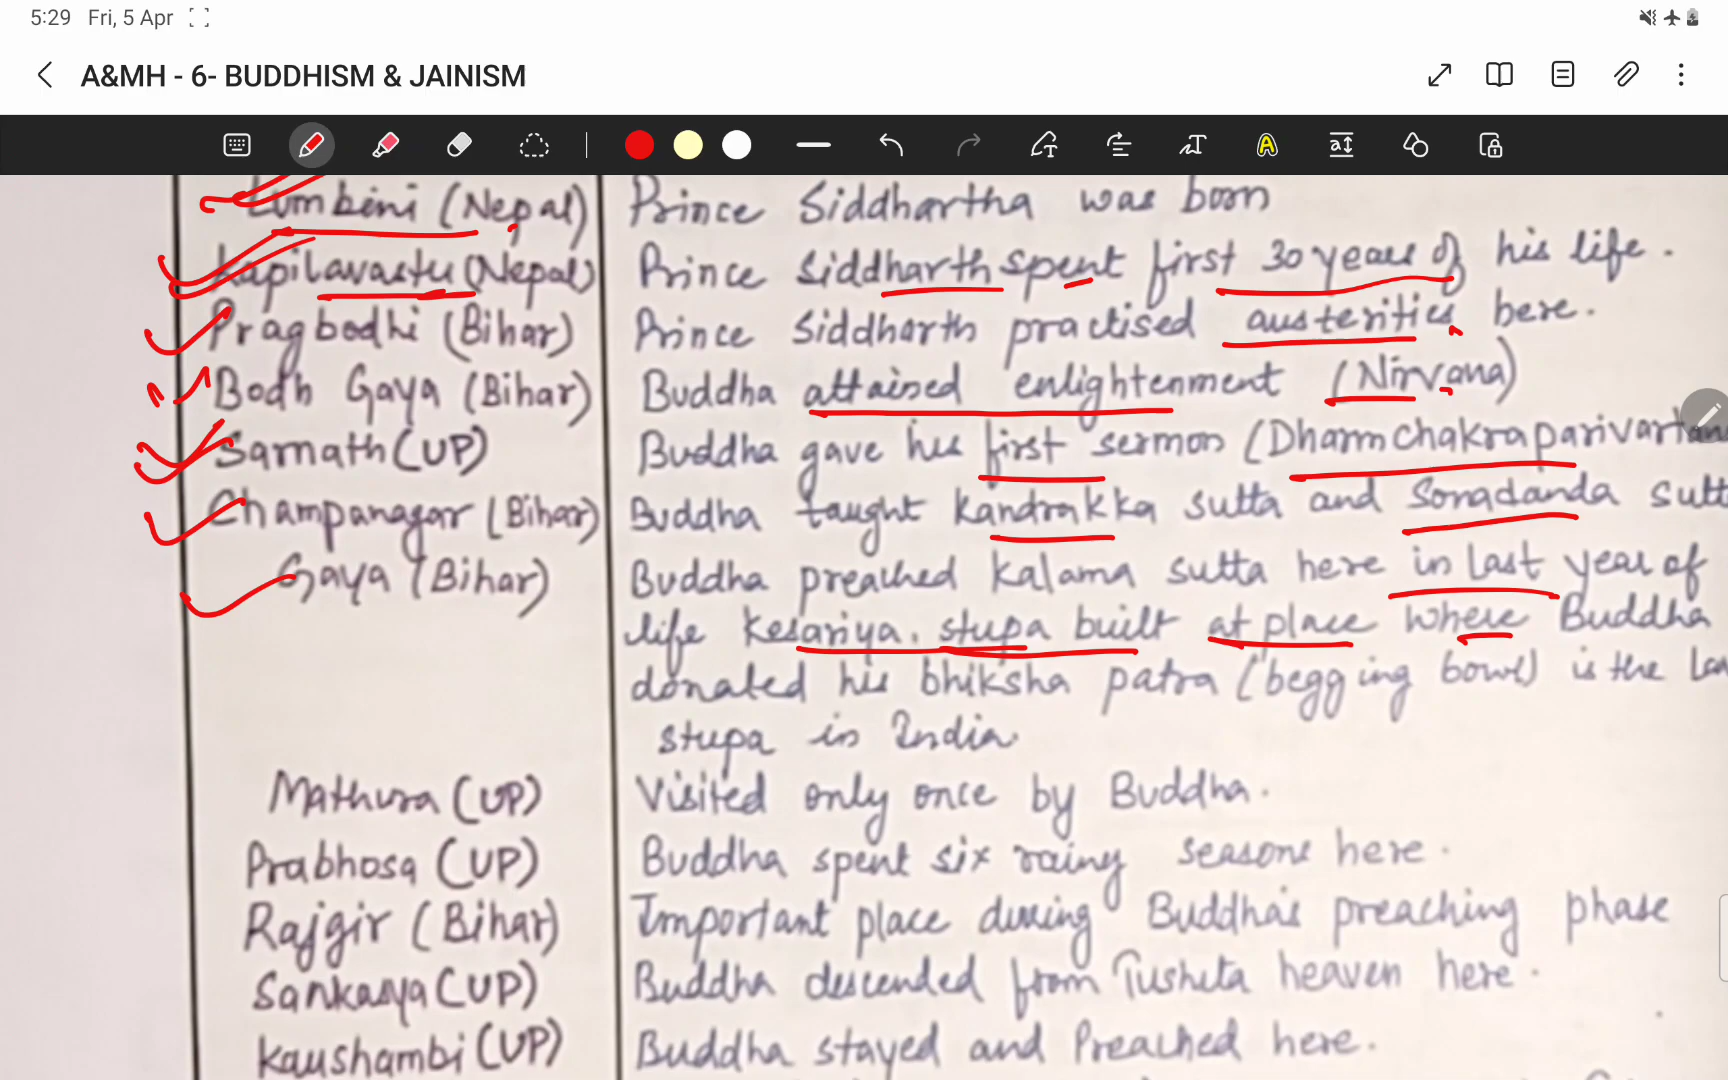 5:29 Fri, 5 Apr
A&MH - 6- BUDDHISM & JAINISM
Lumbini (Nepal) Prince Siddhartha was born
Kapilavastu (Nepal) Prince Siddharth spent first 30 years of his life.
Pragbodhi (Bihar) Prince Siddharth practised austerities here.
Bodh Gaya (Bihar) Buddha attained enlightenment (Nirvana)
Sarnath (UP) Buddha gave his first sermon (Dharmchakraparivartan
Champanagar (Bihar) Buddha taught Kandrakka sutta and Sonadanda sutt
Gaya (Bihar) Buddha preached Kalama sutta here in last year of
life Kesariya. stupa built at place where Buddha
donated his bhiksha patra (begging bowl) is the
stupa in India.
Mathura (UP) Visited only once by Buddha.
Prabhosa (UP) Buddha spent six rainy seasons here.
Rajgir (Bihar) Important place during Buddha's preaching phase
Sankasya (UP) Buddha descended from Tushita heaven here.
Kaushambi (UP) Buddha stayed and Preached here.